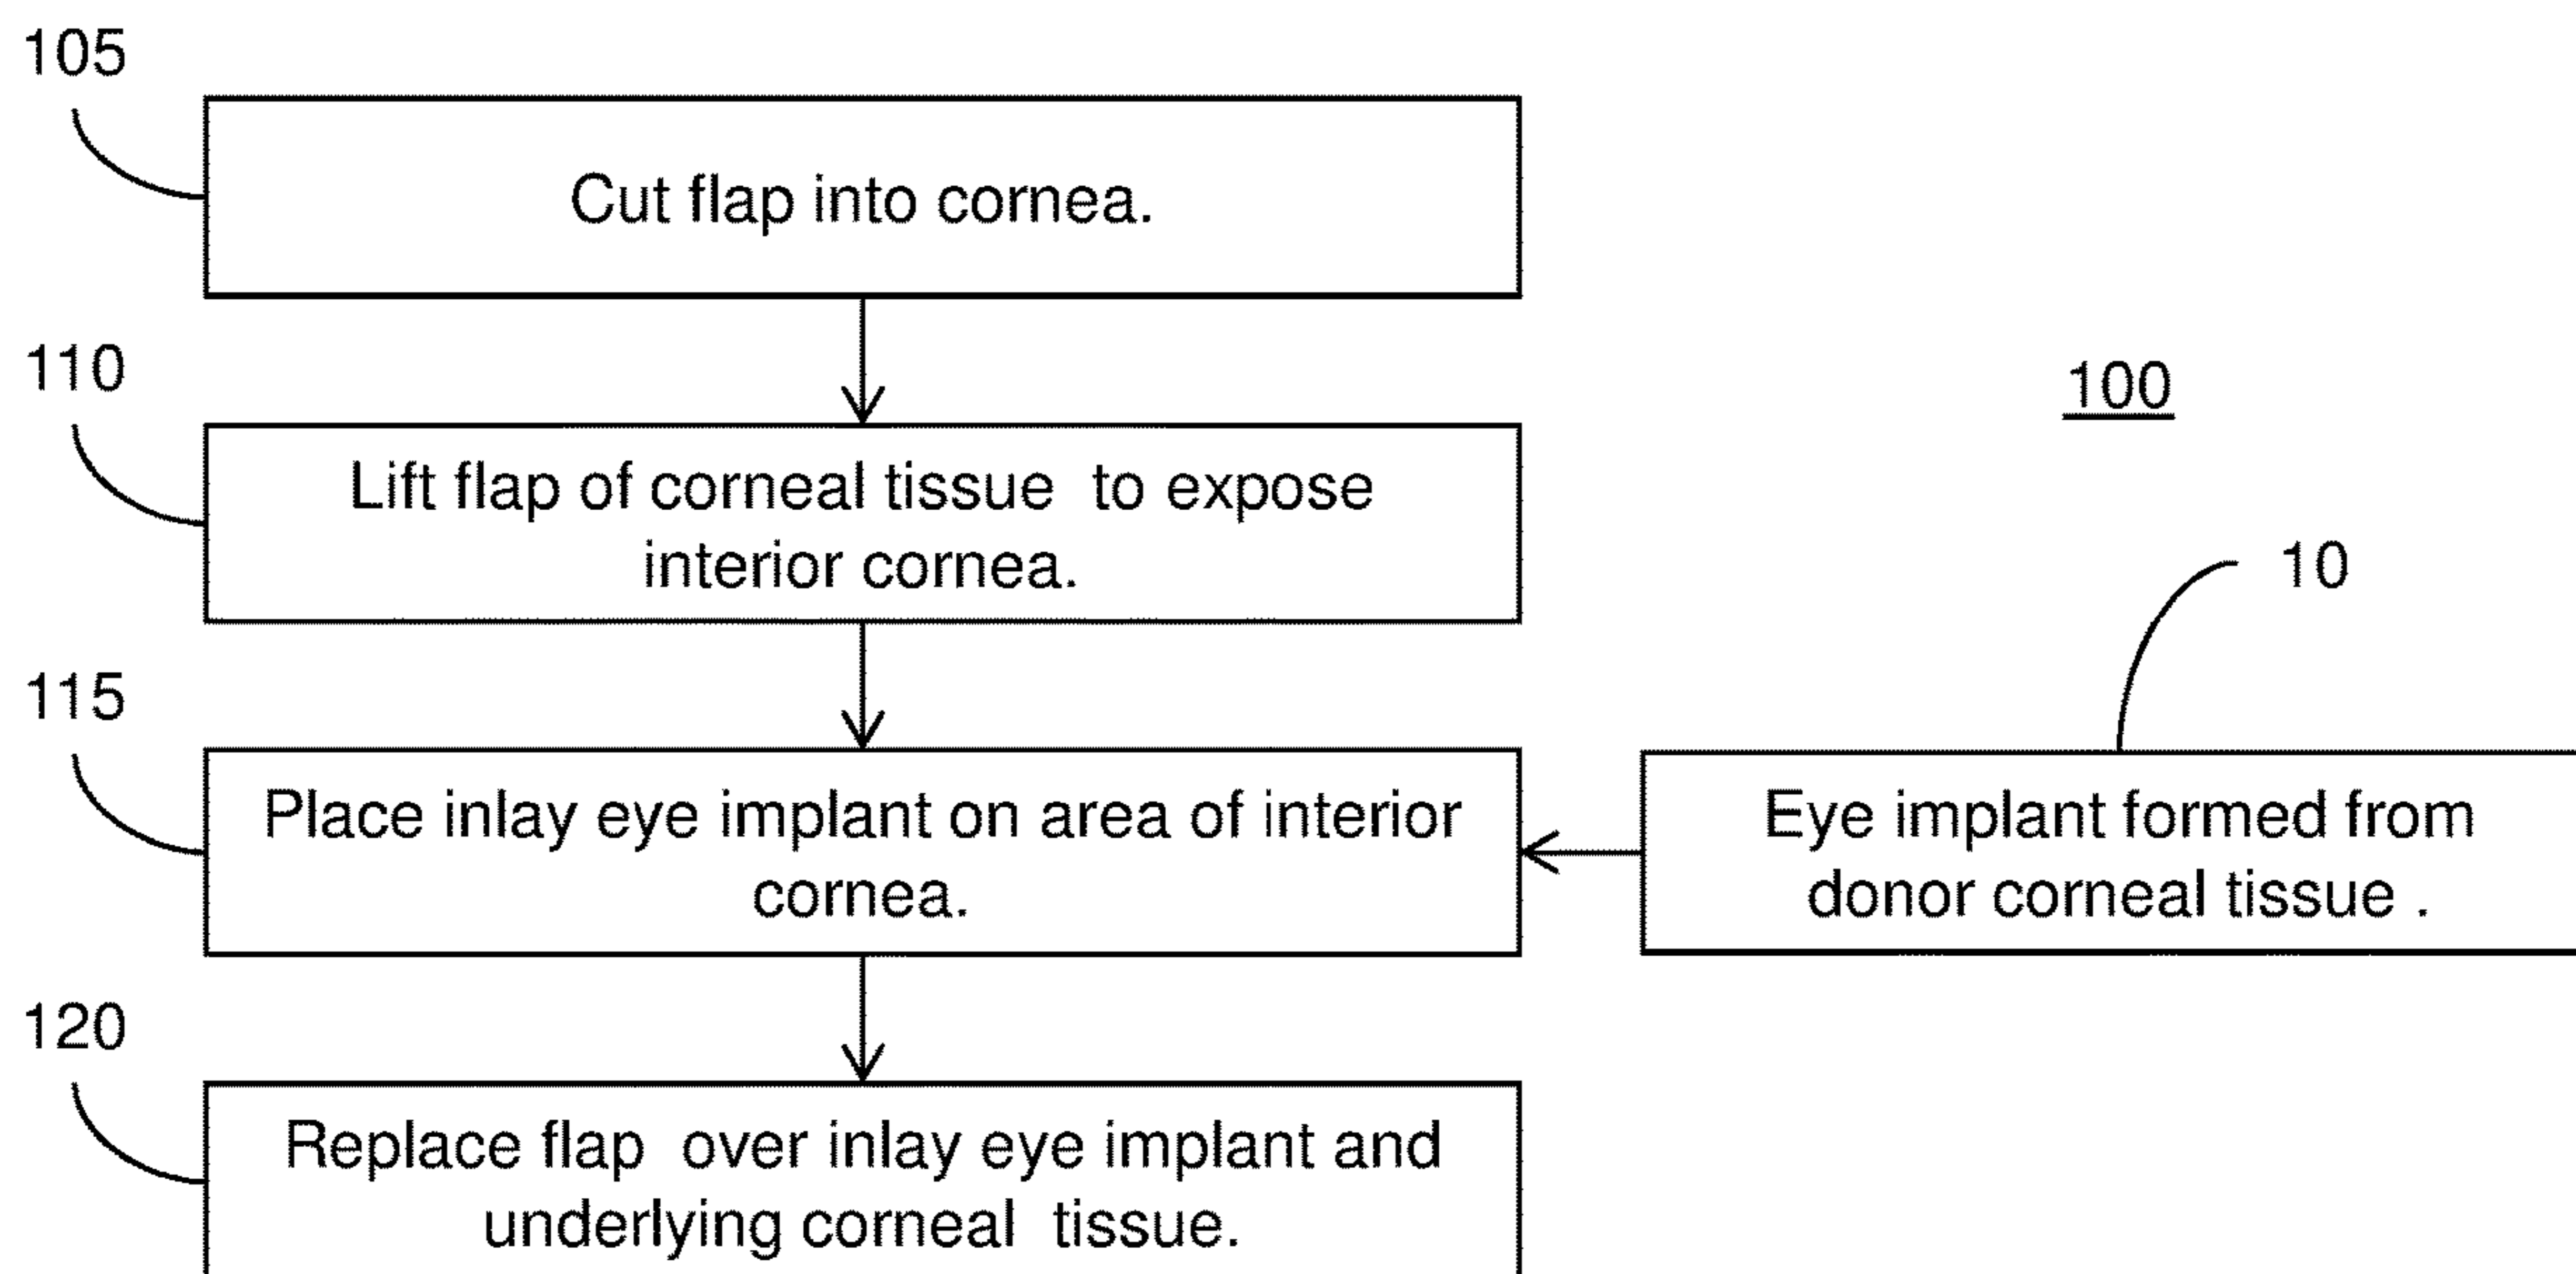 105
Cut flap into cornea.
110
Lift flap of corneal tissue  to expose
interior cornea.
100
10
115
Place inlay eye implant on area of interior
cornea.
Eye implant formed from
donor corneal tissue .
120
Replace flap  over inlay eye implant and
underlying corneal  tissue.